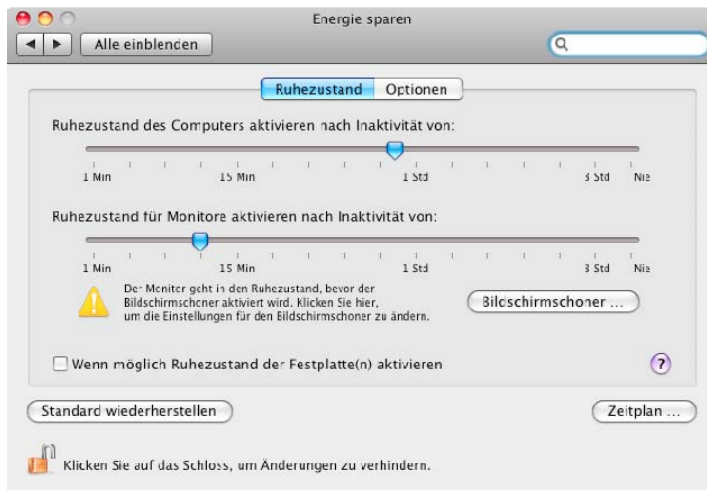 Energie sparen
Alle einblenden
Ruhezustand Optionen
Ruhezustand des Computers aktivieren nach Inaktivität von:
1 Min 15 Min 1 Std 3 Std Nie
Ruhezustand für Monitore aktivieren nach Inaktivität von:
1 Min 15 Min 1 Std 3 Std Nie
Der Monitor geht in den Ruhezustand, bevor der
Bildschirmschoner aktiviert wird. Klicken Sie hier,
um die Einstellungen für den Bildschirmschoner zu ändern.
Bildschirmschoner ...
Wenn möglich Ruhezustand der Festplatte(n) aktivieren
?
Standard wiederherstellen
Zeitplan ...
Klicken Sie auf das Schloss, um Änderungen zu verhindern.